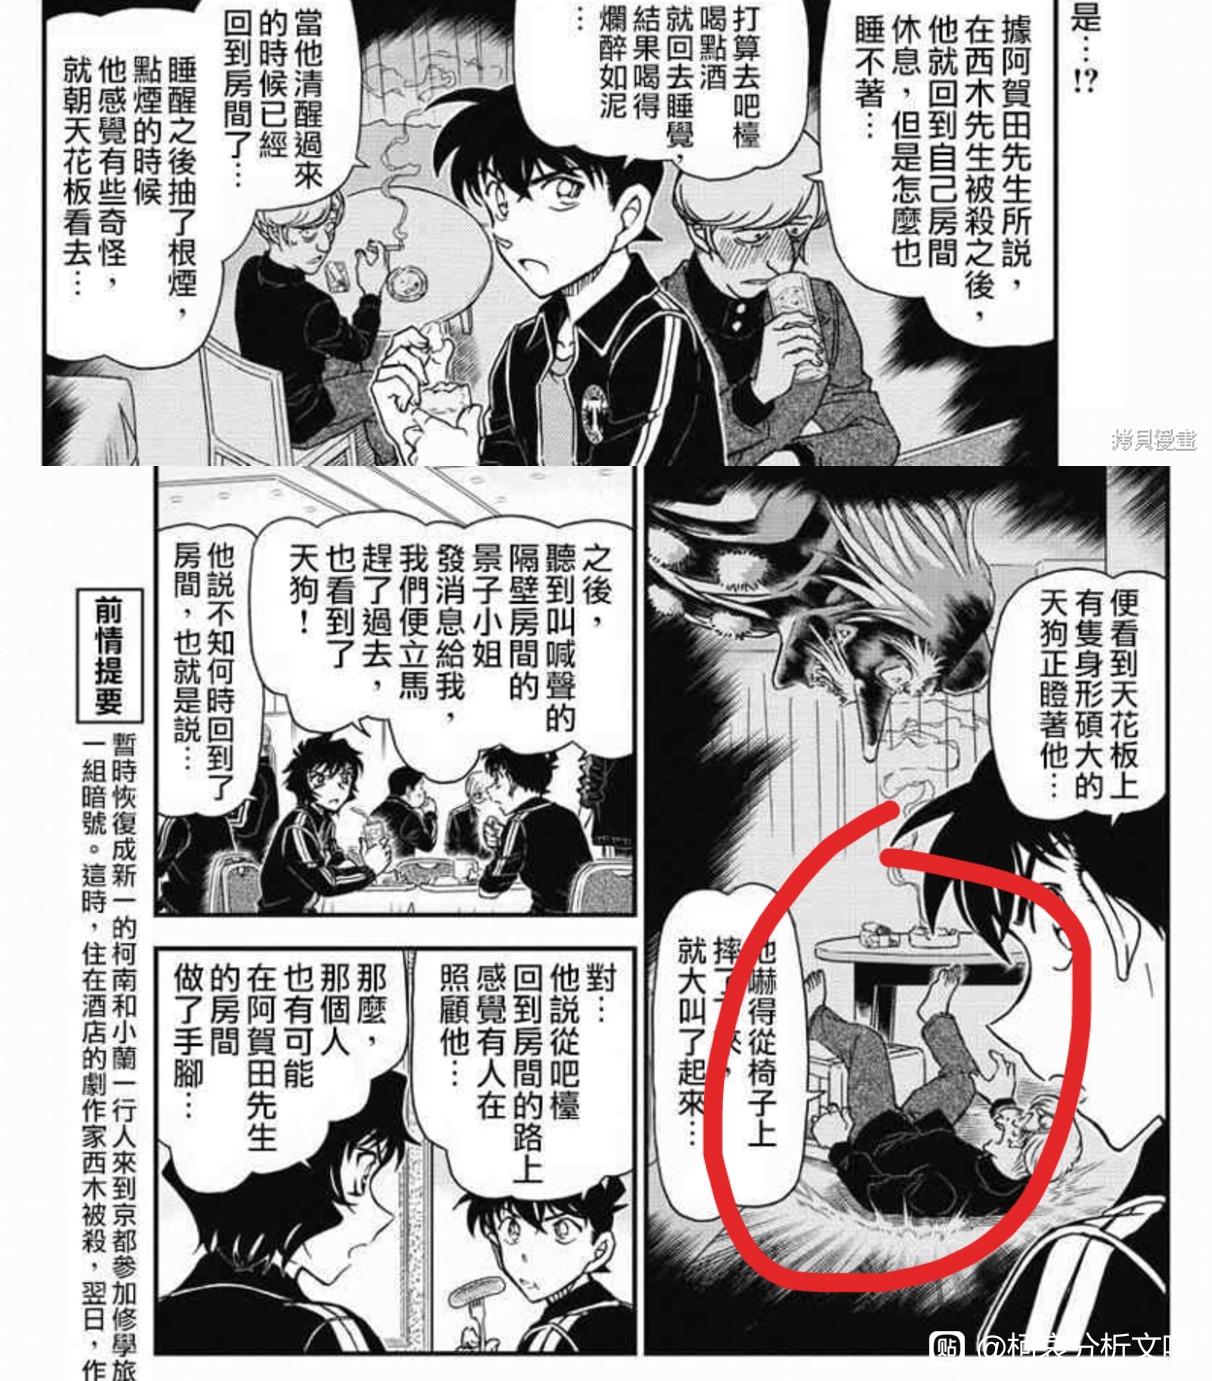 是…!?
據阿賀田先生所說，
在西木先生被殺之後，
他就回到自己房間
休息，但是怎麼也
睡不著…
打算去吧檯
喝點酒
就回去睡覺，
結果喝得
爛醉如泥
…
當他清醒過來
的時候已經
回到房間了…
睡醒之後抽了根煙，
點煙的時候
他感覺有些奇怪，
就朝天花板看去…
拷貝漫畫
便看到天花板上
有隻身形碩大的
天狗正瞪著他…
他嚇得從椅子上
摔了
來，
就大叫了起來…
之後，
聽到叫喊聲的
隔壁房間的
景子小姐
發消息給我，
我們便立馬
趕了過去，
也看到了
天狗！
他說不知何時回到了
房間，也就是說…
對…
他說從吧檯
回到房間的路上
感覺有人在
照顧他…
那麼，
那個人
也有可能
在阿賀田先生
的房間
做了手腳…
前情提要
暫時恢復成新一的柯南和小蘭一行人來到京都參加修學旅
一組暗號。這時，住在酒店的劇作家西木被殺，翌日，作
貼 @柯哀分析文吧